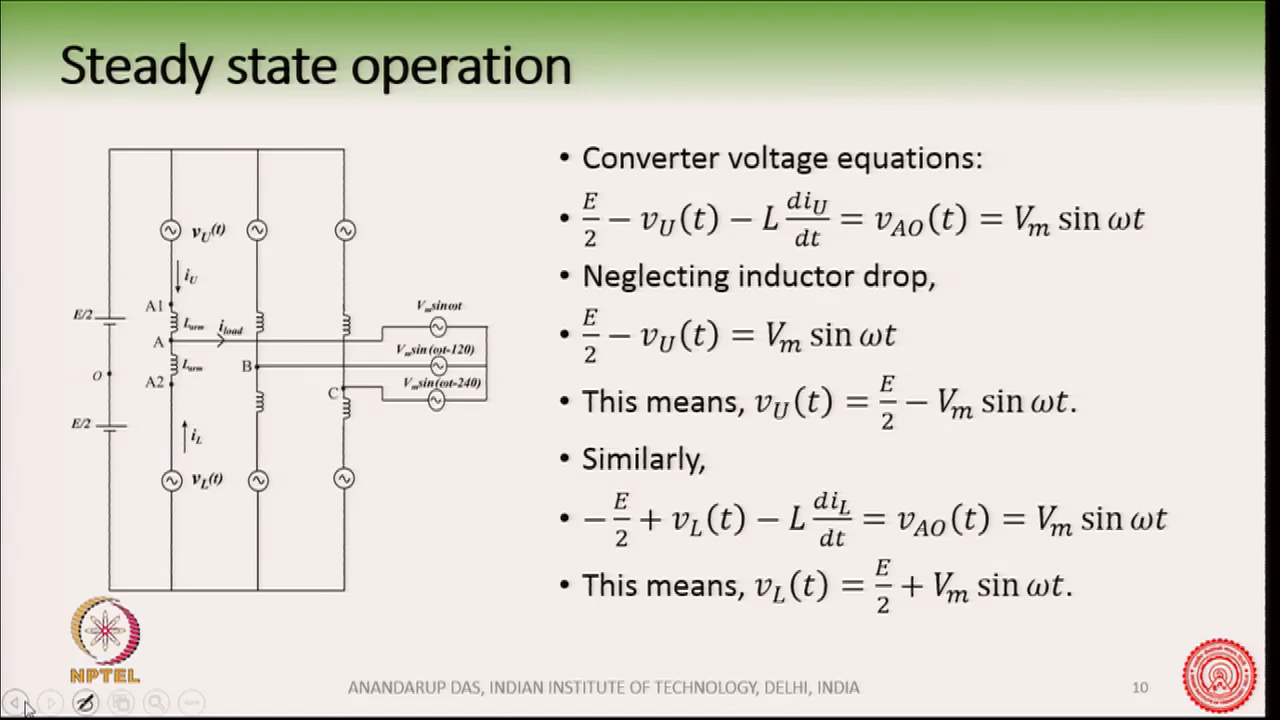 Steady state operation
v_U(t)
i_U
A1
E/2
L_arm
i_load
A
V_m sinωt
L_arm
V_m sin(ωt-120)
O
A2
B
V_m sin(ωt-240)
C
E/2
i_L
v_L(t)
• Converter voltage equations:
• E/2 − v_U(t) − L di_U/dt = v_AO(t) = V_m sin ωt
• Neglecting inductor drop,
• E/2 − v_U(t) = V_m sin ωt
• This means, v_U(t) = E/2 − V_m sin ωt.
• Similarly,
• −E/2 + v_L(t) − L di_L/dt = v_AO(t) = V_m sin ωt
• This means, v_L(t) = E/2 + V_m sin ωt.
NPTEL
ANANDARUP DAS, INDIAN INSTITUTE OF TECHNOLOGY, DELHI, INDIA
10